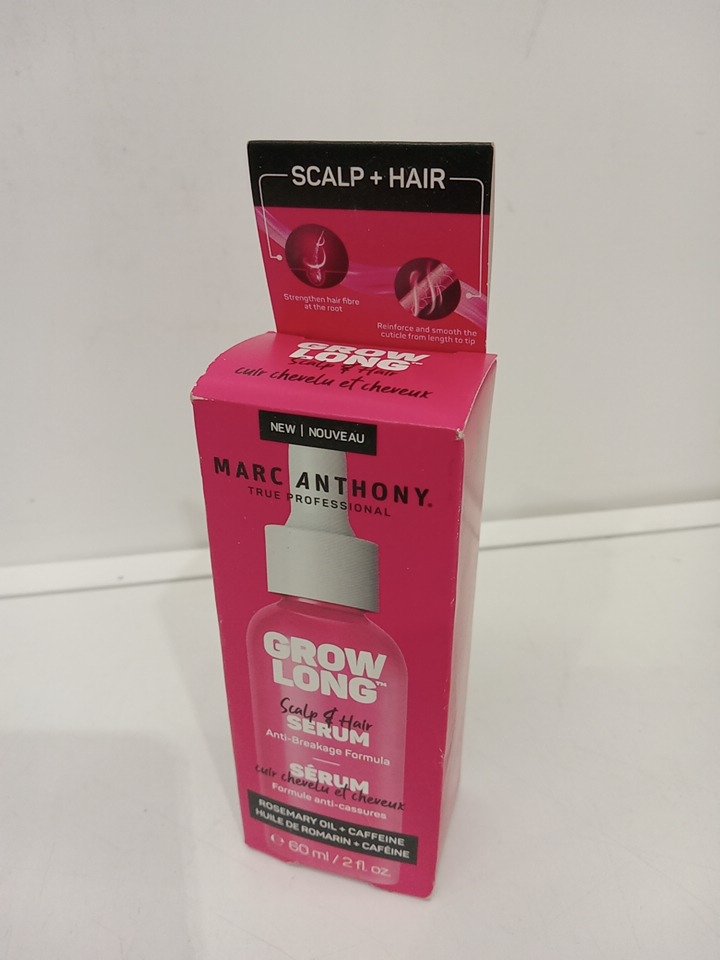 SCALP + HAIR
Strengthen hair fibre
at the root
Reinforce and smooth the
cuticle from length to tip
GROW
LONG
Scalp & Hair
cuir chevelu et cheveux
NEW | NOUVEAU
MARC ANTHONY®
TRUE PROFESSIONAL
GROW
LONG™
Scalp & Hair
SERUM
Anti-Breakage Formula
SÉRUM
cuir chevelu et cheveux
Formule anti-cassures
ROSEMARY OIL + CAFFEINE
HUILE DE ROMARIN + CAFÉINE
60 ml / 2 fl. oz.